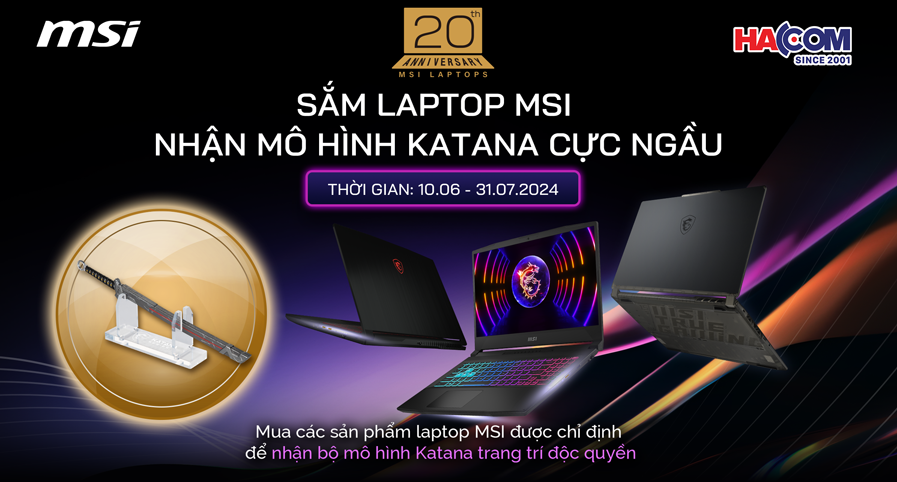 msi
20th
ANNIVERSARY
MSI LAPTOPS
HACOM
SINCE 2001
SẮM LAPTOP MSI
NHẬN MÔ HÌNH KATANA CỰC NGẦU
THỜI GIAN: 10.06 - 31.07.2024
msi
Mua các sản phẩm laptop MSI được chỉ định
để nhận bộ mô hình Katana trang trí độc quyền